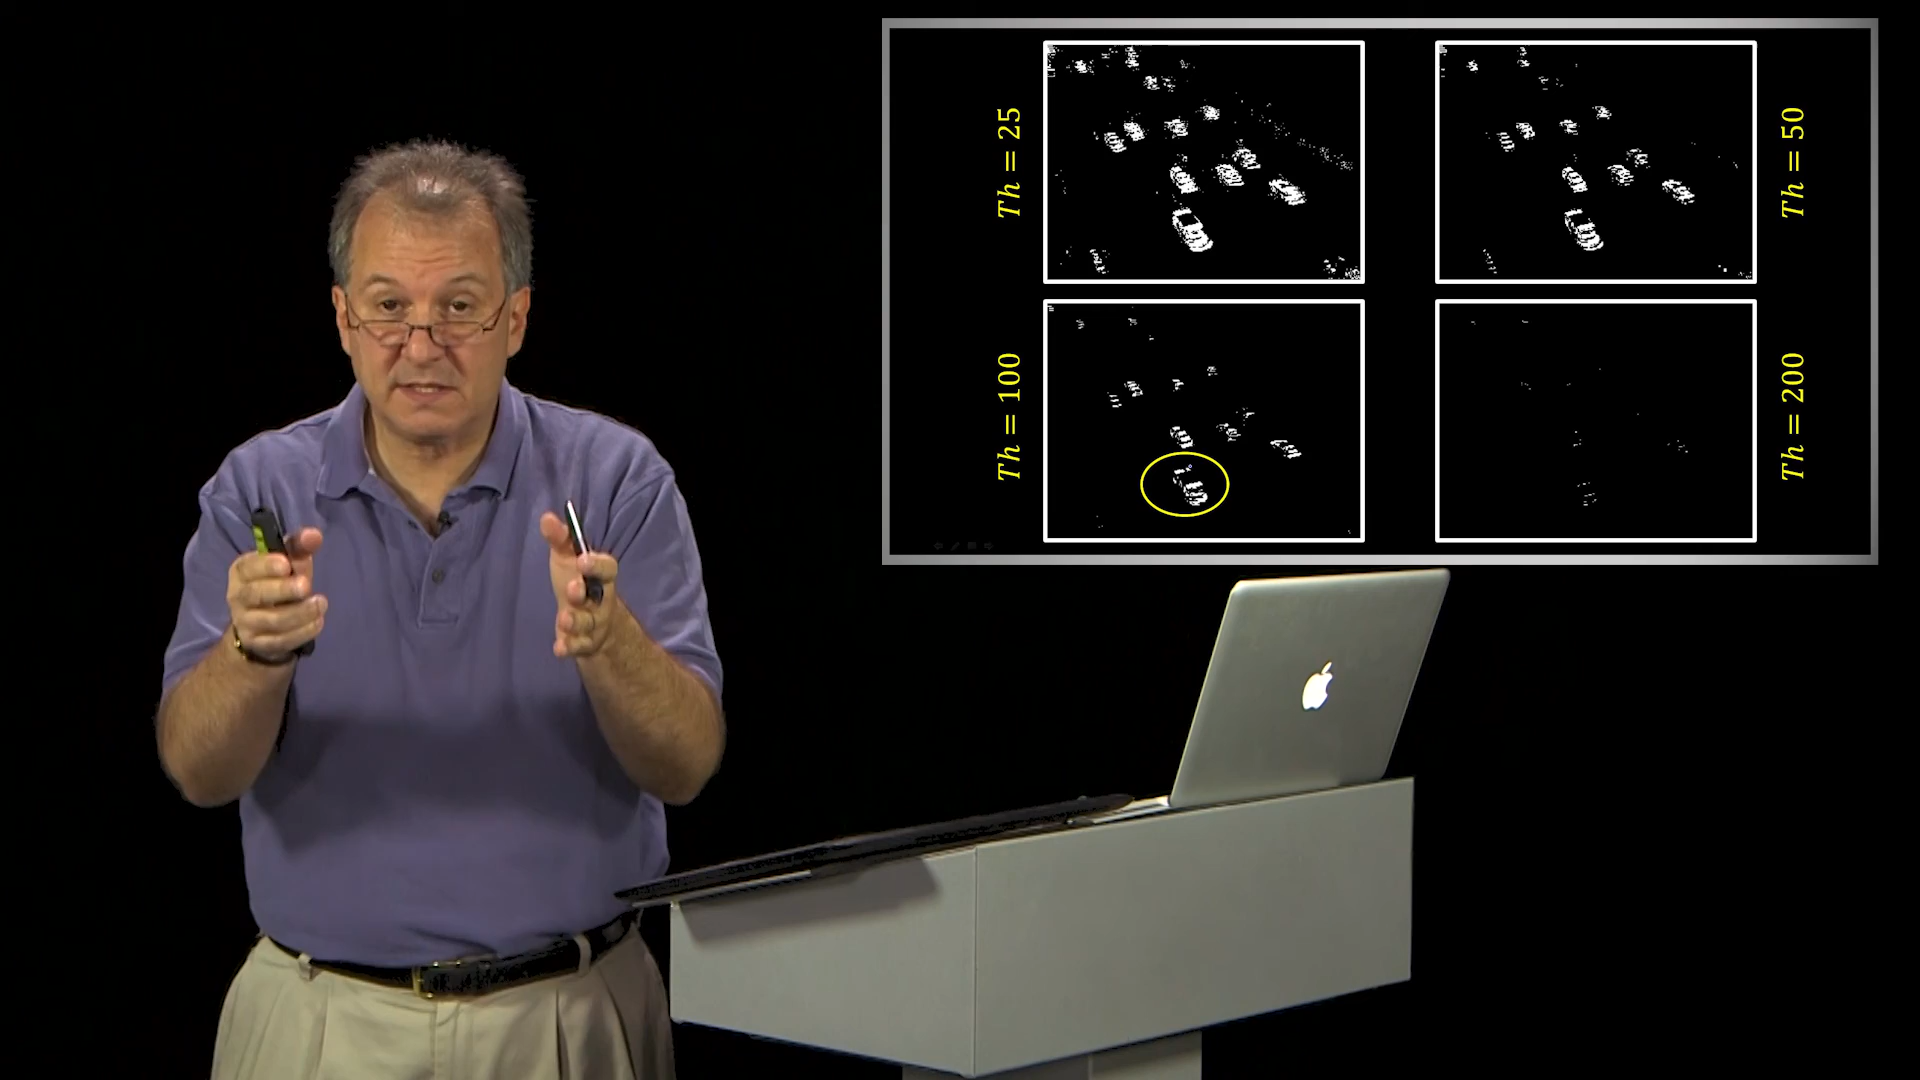 Th = 25
Th = 50
Th = 100
Th = 200